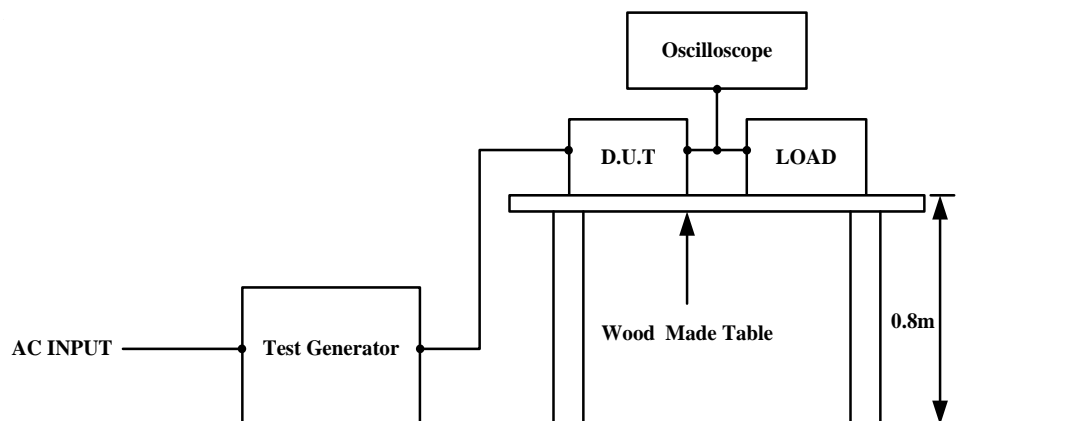 Oscilloscope
D.U.T
LOAD
0.8m
Wood Made Table
AC INPUT
Test Generator